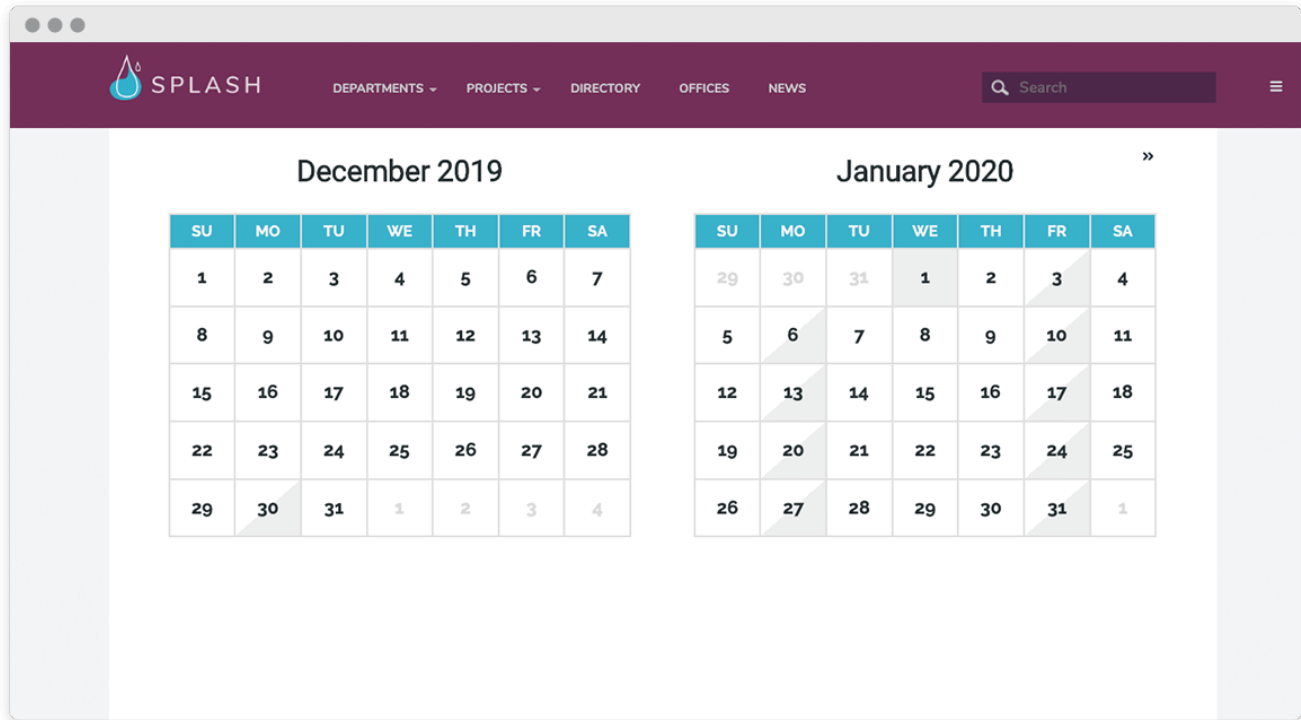 SPLASH DEPARTMENTS PROJECTS DIRECTORY OFFICES NEWS Search
December 2019
SU MO TU WE TH FR SA
1 2 3 4 5 6 7
8 9 10 11 12 13 14
15 16 17 18 19 20 21
22 23 24 25 26 27 28
29 30 31 1 2 3 4
January 2020 »
SU MO TU WE TH FR SA
29 30 31 1 2 3 4
5 6 7 8 9 10 11
12 13 14 15 16 17 18
19 20 21 22 23 24 25
26 27 28 29 30 31 1